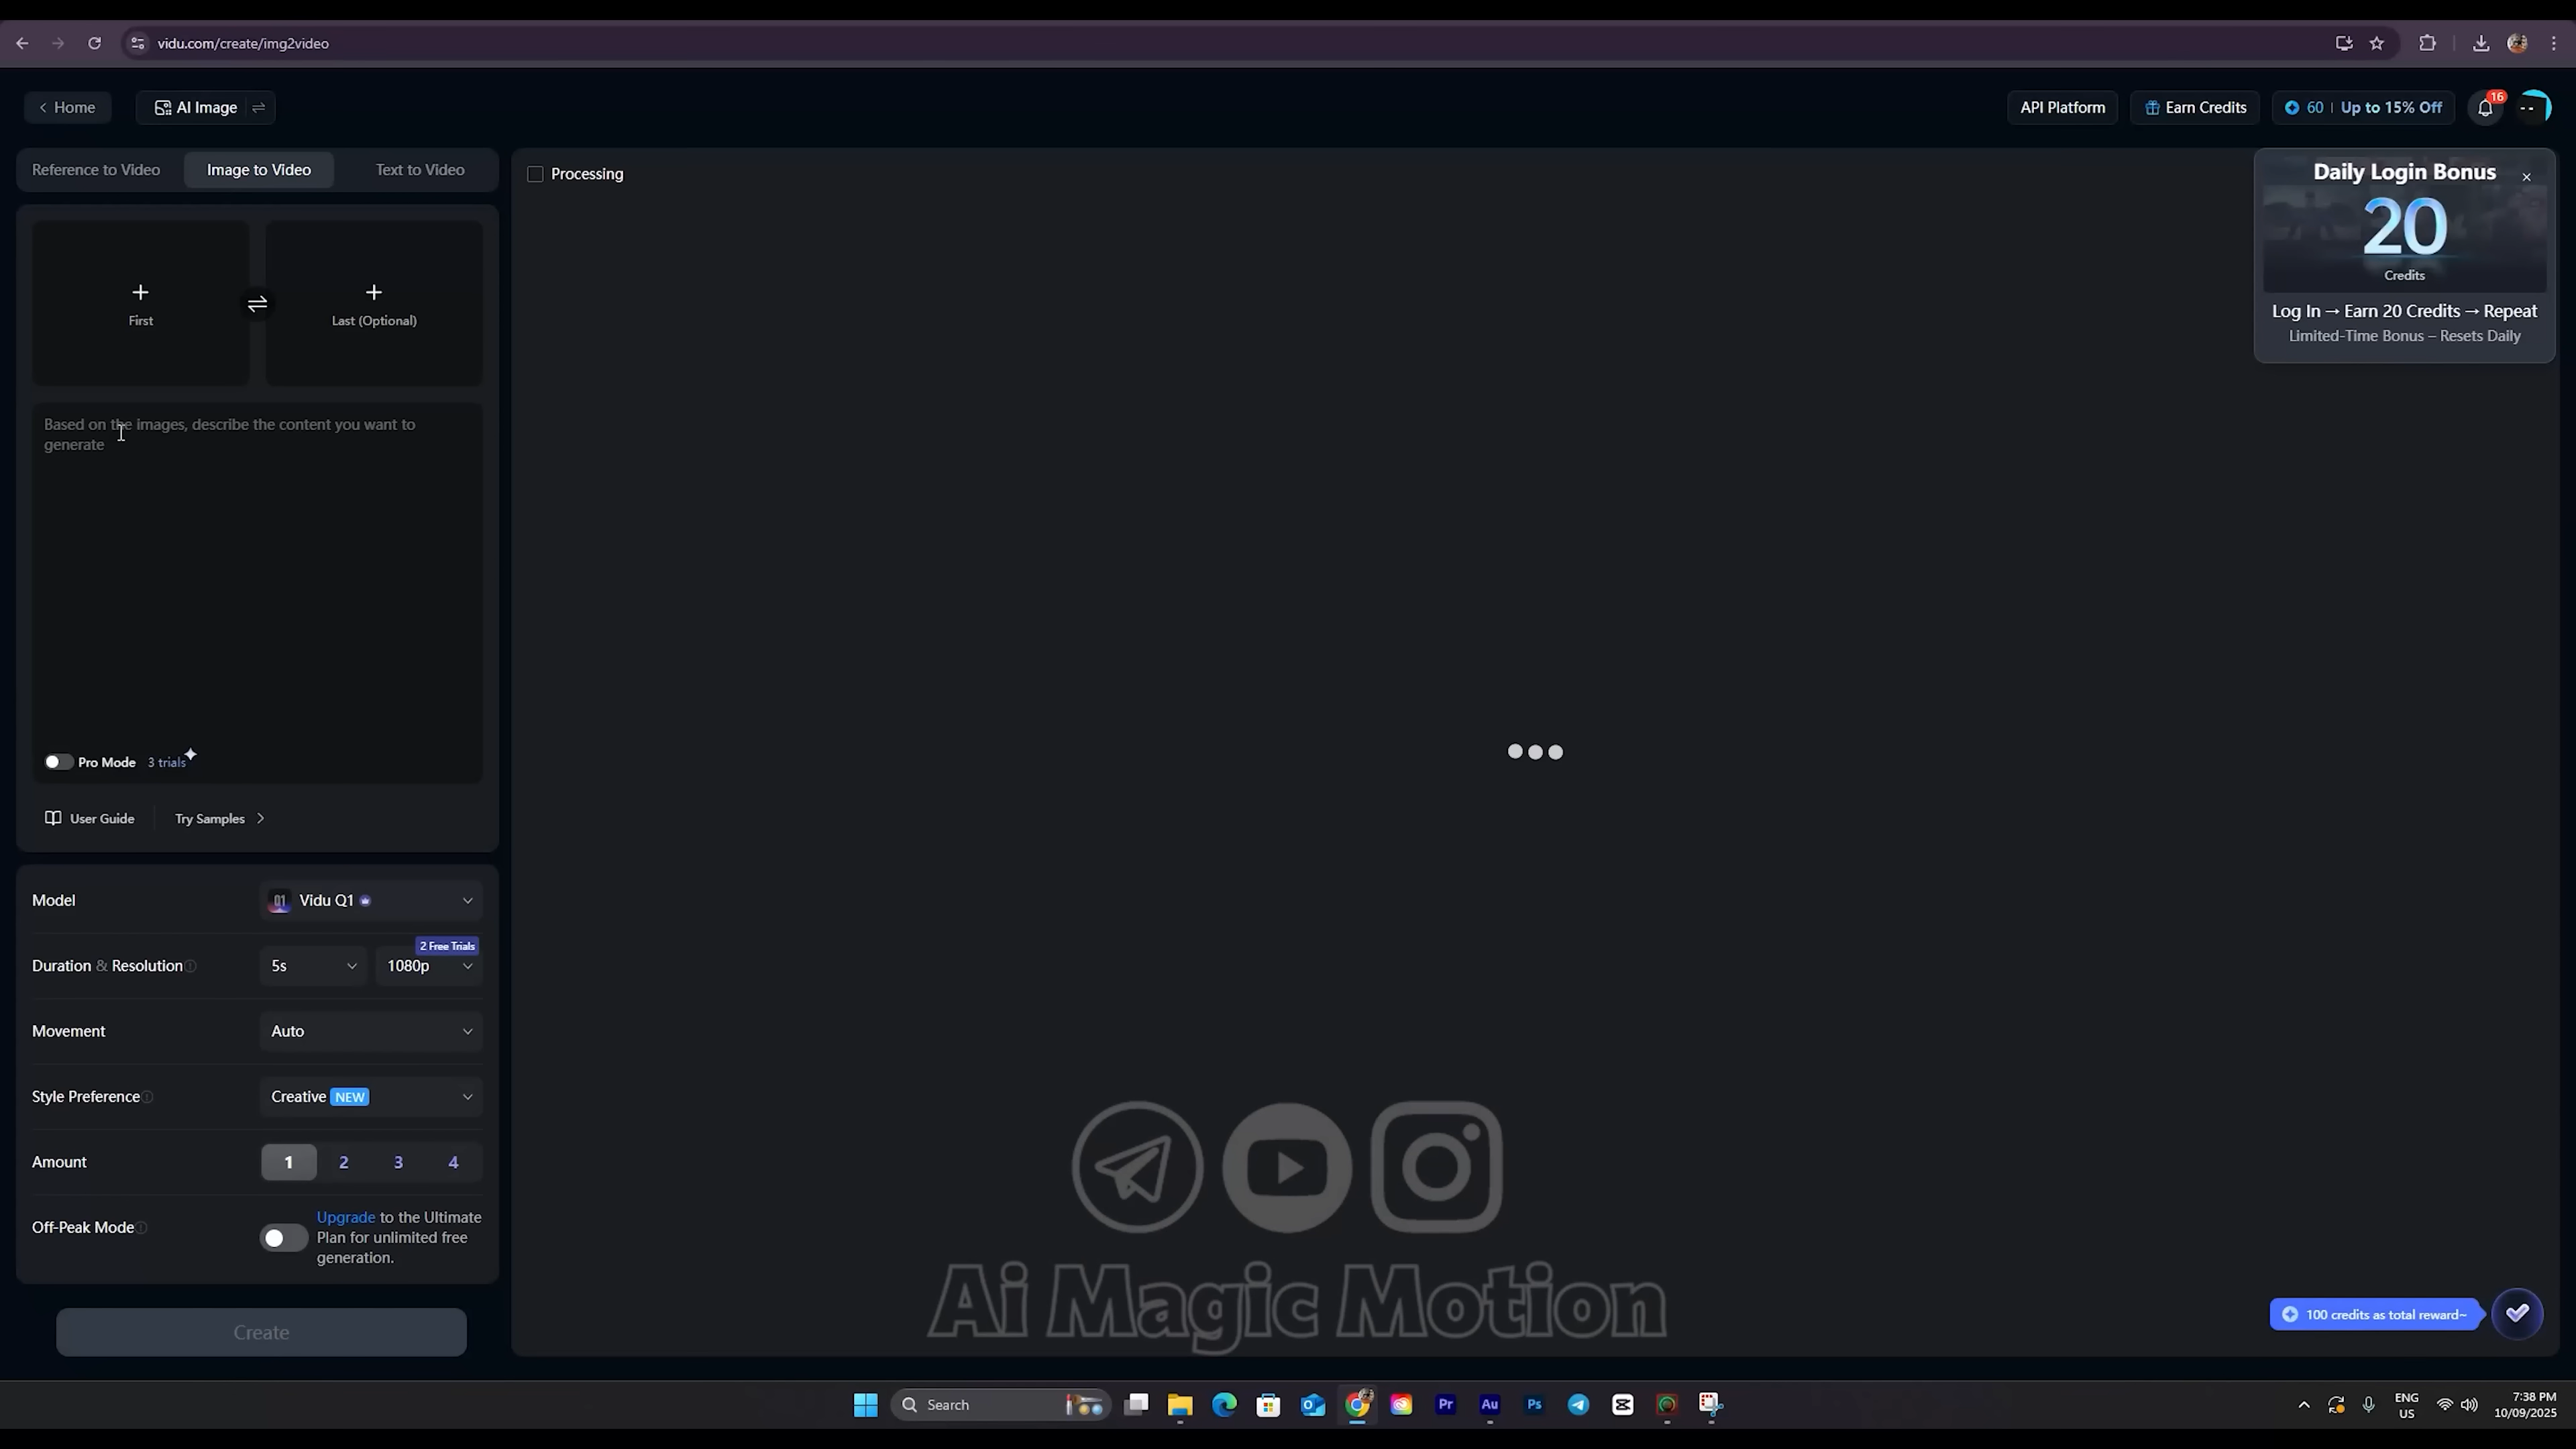 vidu.com/create/img2video
Home
AI Image
API Platform
Earn Credits
60 | Up to 15% Off
16
Reference to Video
Image to Video
Text to Video
Processing
Daily Login Bonus
20
Credits
Log In → Earn 20 Credits → Repeat
Limited-Time Bonus – Resets Daily
First
Last (Optional)
Based on the images, describe the content you want to
generate
Pro Mode
3 trials
User Guide
Try Samples
Model
Q1
Vidu Q1
2 Free Trials
Duration & Resolution
5s
1080p
Movement
Auto
Style Preference
Creative NEW
Amount
1
2
3
4
Off-Peak Mode
Upgrade to the Ultimate
Plan for unlimited free
generation.
Create
Ai Magic Motion
100 credits as total reward~
Search
Pr
Au
Ps
ENG
US
7:38 PM
10/09/2025